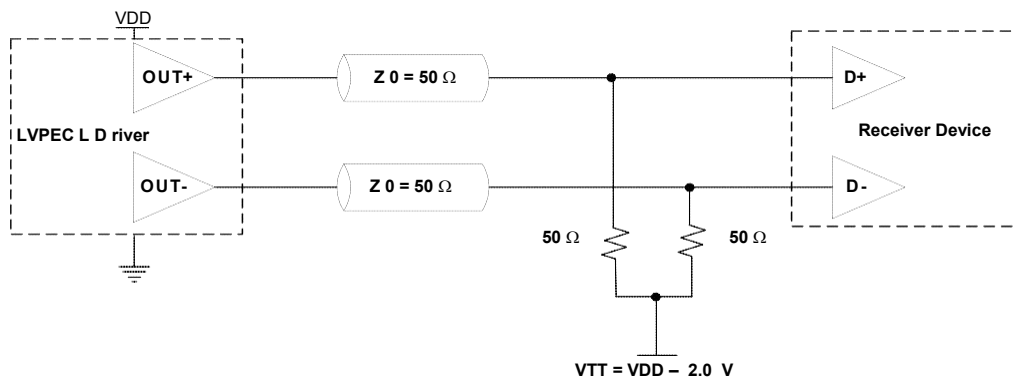 VDD
OUT+
Z 0 = 50 Ω
D+
LVPEC L D river
Receiver Device
OUT-
Z 0 = 50 Ω
D -
50 Ω
50 Ω
VTT = VDD – 2.0 V